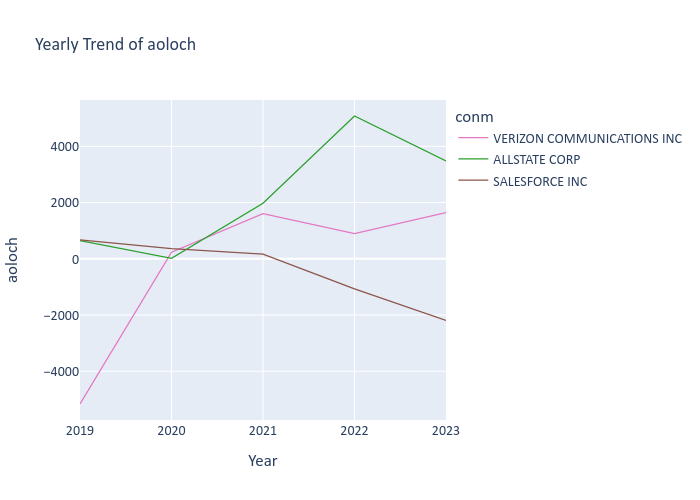 Yearly Trend of aoloch
conm
VERIZON COMMUNICATIONS INC
ALLSTATE CORP
SALESFORCE INC
aoloch
4000
2000
0
−2000
−4000
2019 2020 2021 2022 2023
Year